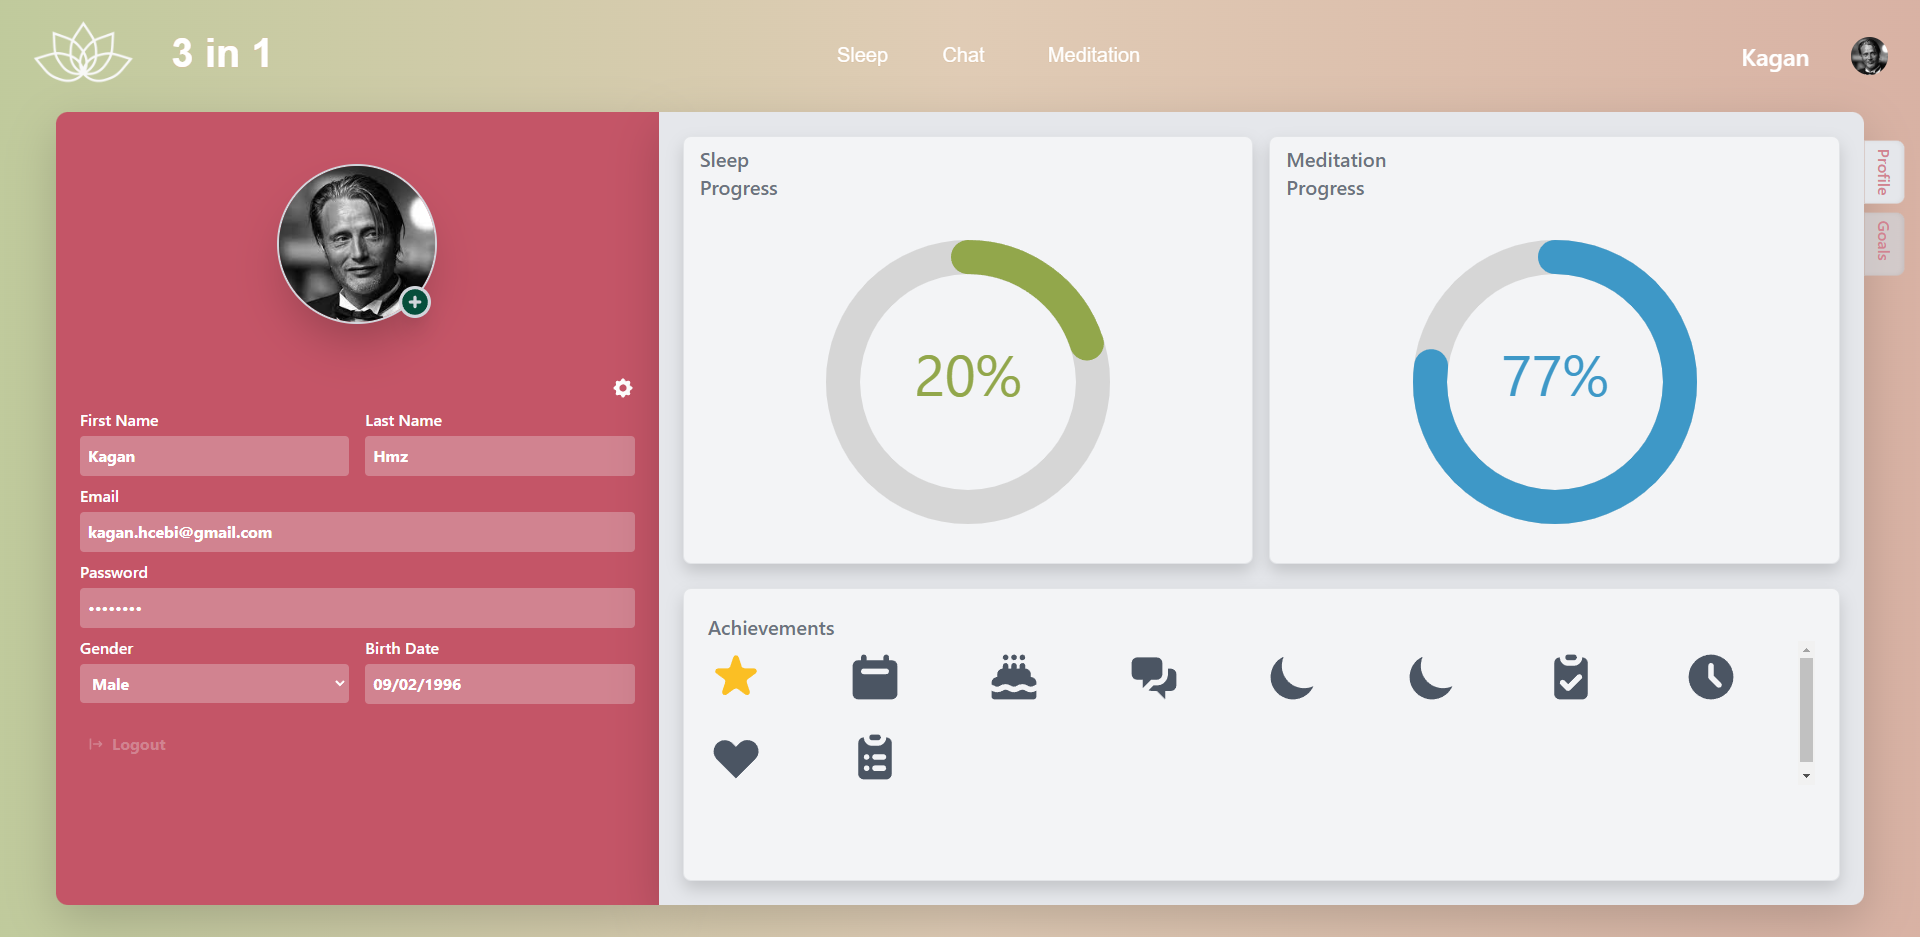 3 in 1
Sleep
Chat
Meditation
Kagan
First Name
Last Name
Kagan
Hmz
Email
kagan.hcebi@gmail.com
Password
••••••••
Gender
Birth Date
Male
09/02/1996
Logout
Sleep
Progress
20%
Meditation
Progress
77%
Achievements
Profile
Goals